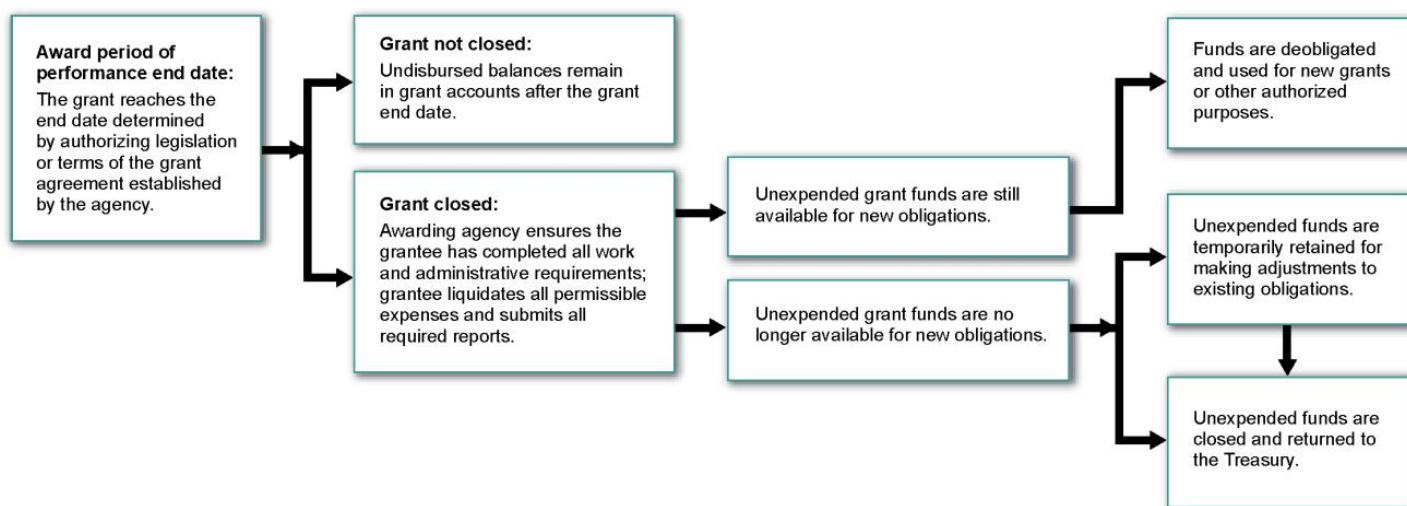 Award period of
performance end date:
The grant reaches the
end date determined
by authorizing legislation
or terms of the grant
agreement established
by the agency.
Grant not closed:
Undisbursed balances remain
in grant accounts after the grant
end date.
Grant closed:
Awarding agency ensures the
grantee has completed all work
and administrative requirements;
grantee liquidates all permissible
expenses and submits all
required reports.
Unexpended grant funds are still
available for new obligations.
Unexpended grant funds are no
longer available for new obligations.
Funds are deobligated
and used for new grants
or other authorized
purposes.
Unexpended funds are
temporarily retained for
making adjustments to
existing obligations.
Unexpended funds are
closed and returned to
the Treasury.